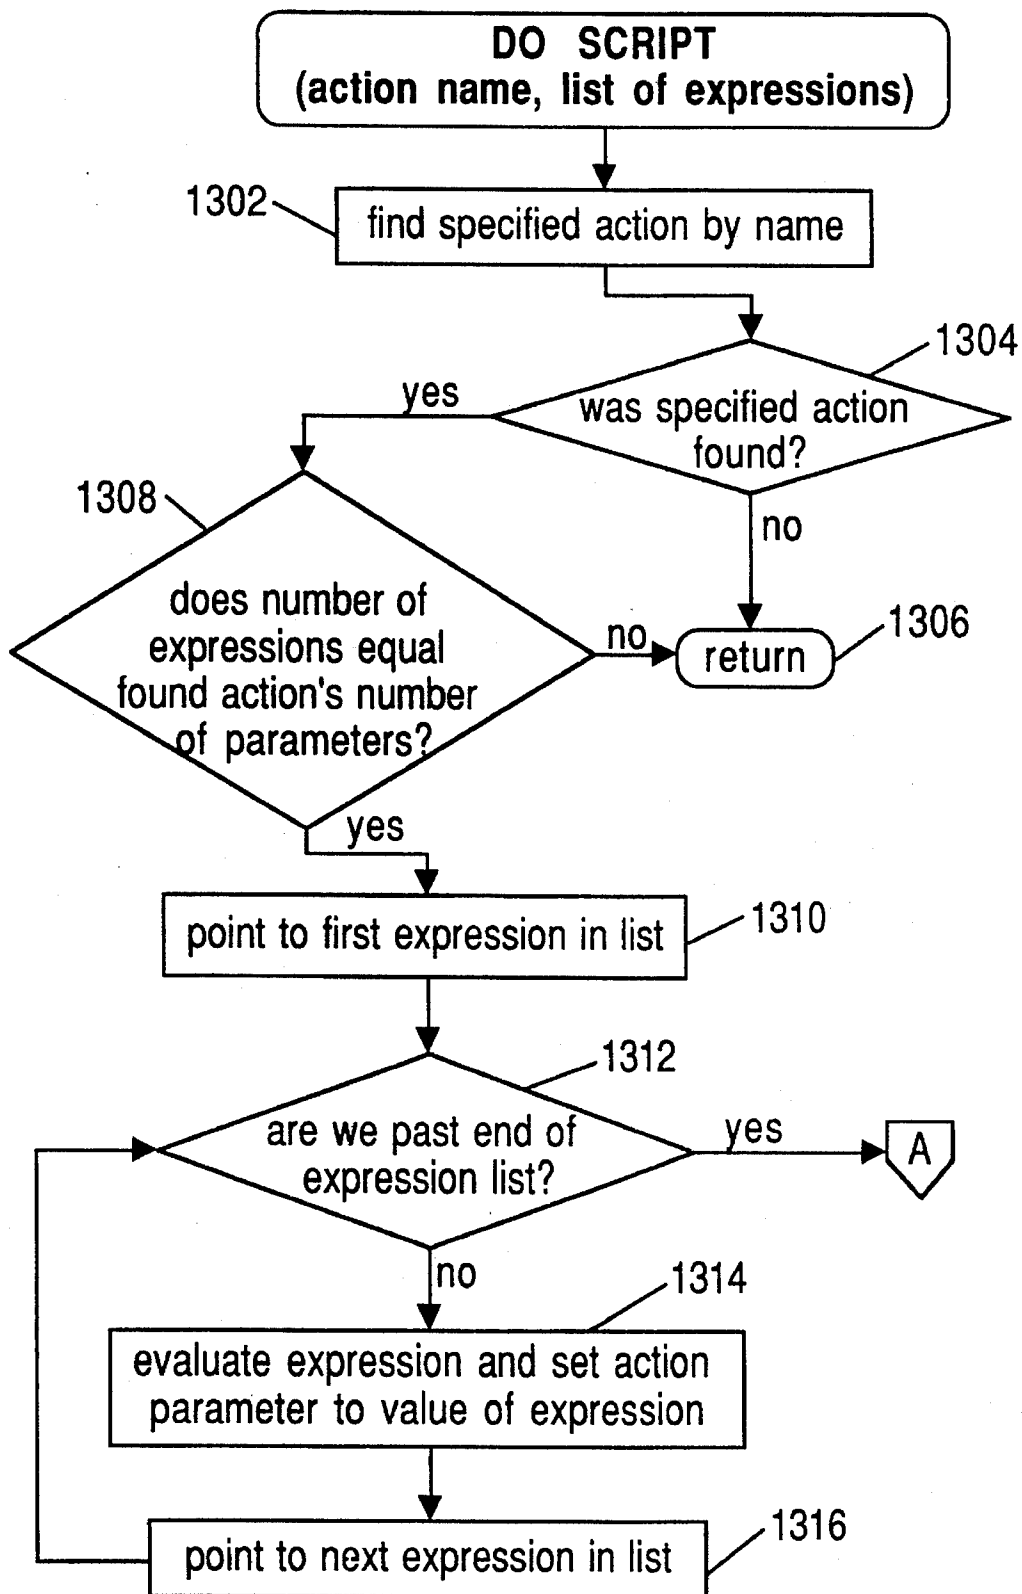 DO SCRIPT
(action name, list of expressions)
1302
find specified action by name
1304
yes
was specified action
found?
no
1308
does number of
expressions equal
found action's number
of parameters?
no
return
1306
yes
point to first expression in list
1310
1312
are we past end of
expression list?
yes
A
no
1314
evaluate expression and set action
parameter to value of expression
point to next expression in list
1316